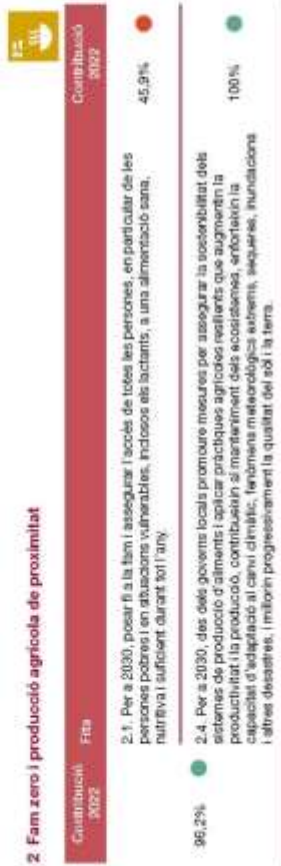 2 Fam zero i producció agrícola de proximitat
Contribució
2022
Fita
Contribució
2022
96,2%
2.1. Per a 2030, posar fi a la fam i assegurar l'accés de totes les persones, en particular de les
persones pobres i en situacions vulnerables, inclosos els lactants, a una alimentació sana,
nutritiva i suficient durant tot l'any.
45,9%
2.4. Per a 2030, des dels governs locals promoure mesures per assegurar la sostenibilitat dels
sistemes de producció d'aliments i aplicar pràctiques agrícoles resilients que augmentin la
productivitat i la producció, contribueixin al manteniment dels ecosistemes, enforteixin la
capacitat d'adaptació al canvi climàtic, fenòmens meteorològics extrems, sequeres, inundacions
i altres desastres, i millorin progressivament la qualitat del sòl i la terra.
100%